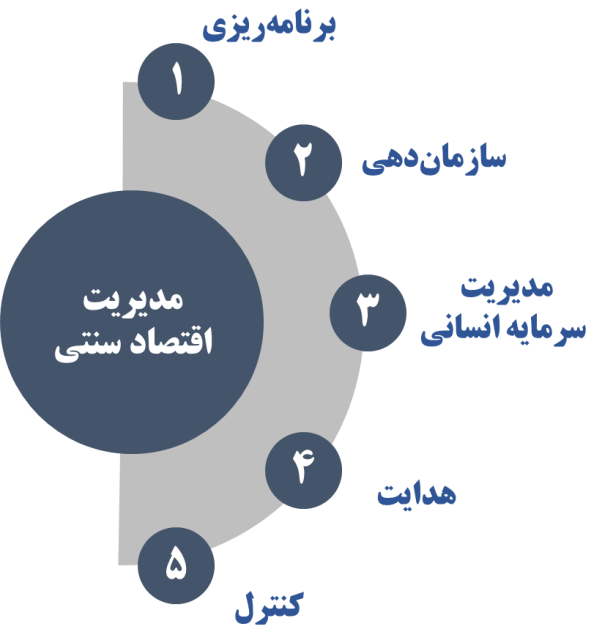 برنامه‌ریزی
۱
۲
سازمان‌دهی
مدیریت
سرمایه انسانی
۳
مدیریت
اقتصاد سنتی
۴
هدایت
۵
کنترل